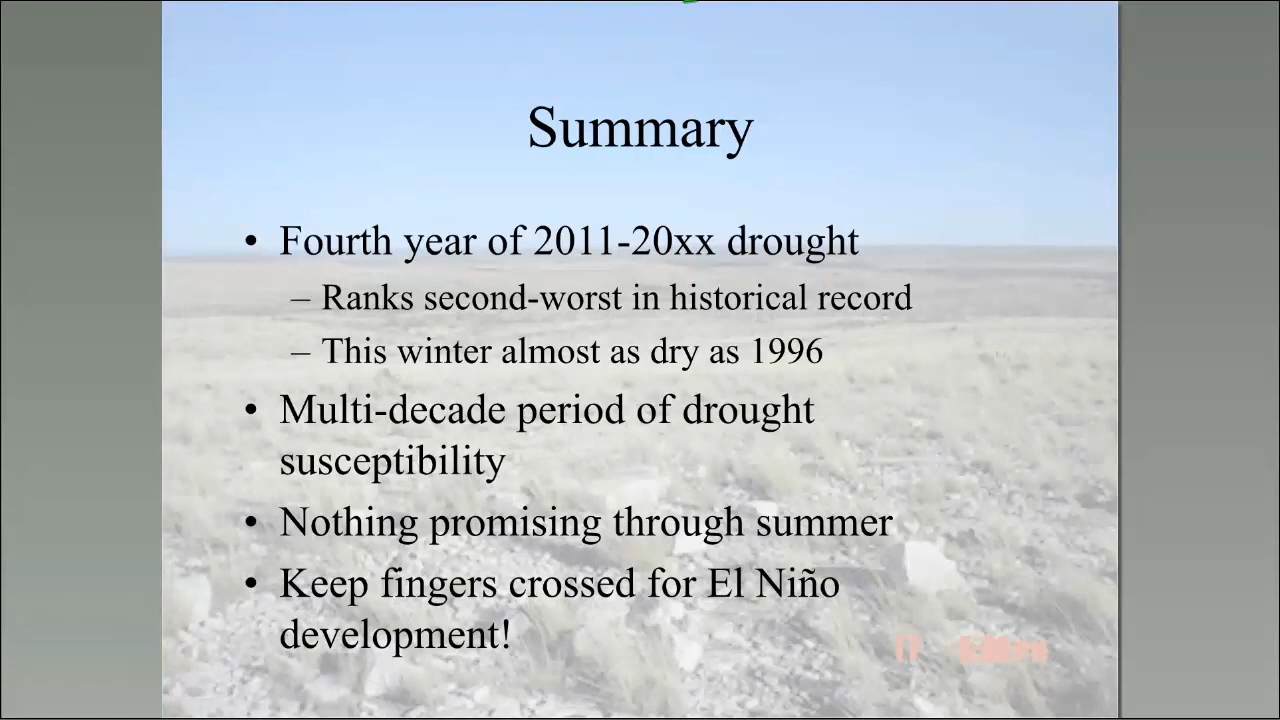 Summary
• Fourth year of 2011-20xx drought
– Ranks second-worst in historical record
– This winter almost as dry as 1996
• Multi-decade period of drought
susceptibility
• Nothing promising through summer
• Keep fingers crossed for El Niño
development!